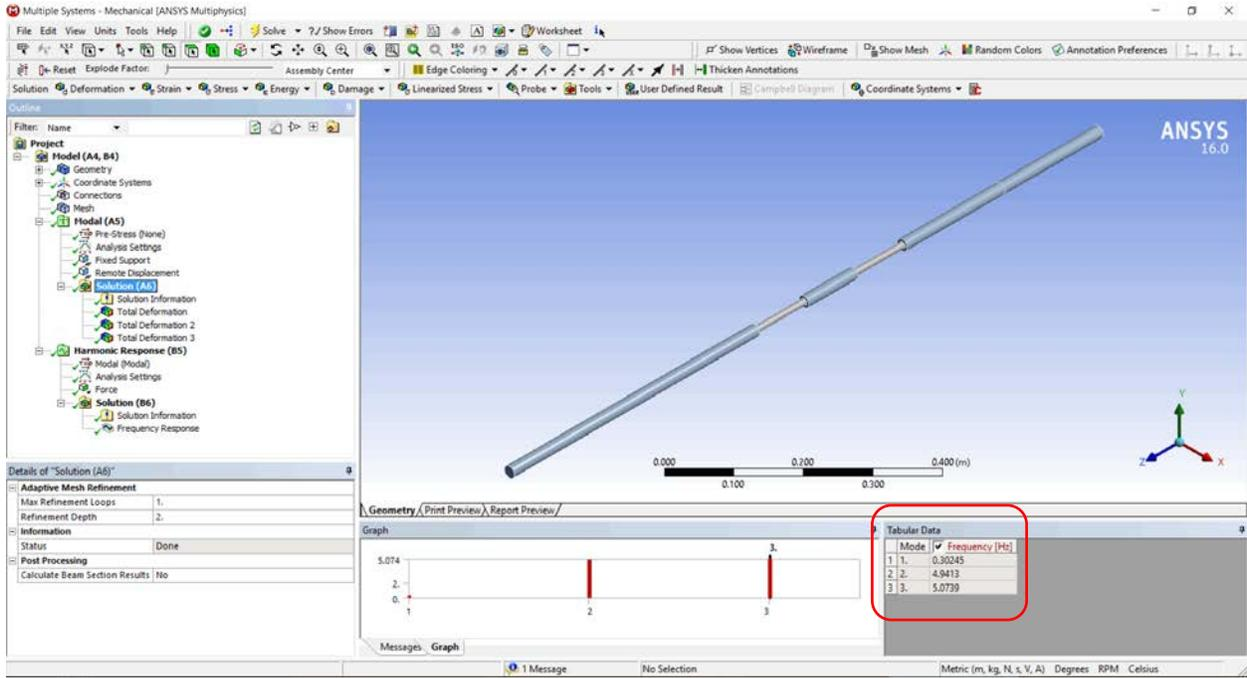 Multiple Systems - Mechanical [ANSYS Multiphysics]
File Edit View Units Tools Help Solve ?/ Show Errors Worksheet
Show Vertices Wireframe Show Mesh Random Colors Annotation Preferences
Reset Explode Factor: Assembly Center Edge Coloring Thicken Annotations
Solution Deformation Strain Stress Energy Damage Linearized Stress Probe Tools User Defined Result Campbell Diagram Coordinate Systems
Outline
Filter: Name
Project
Model (A4, B4)
Geometry
Coordinate Systems
Connections
Mesh
Modal (A5)
Pre-Stress (None)
Analysis Settings
Fixed Support
Remote Displacement
Solution (A6)
Solution Information
Total Deformation
Total Deformation 2
Total Deformation 3
Harmonic Response (B5)
Modal (Modal)
Analysis Settings
Force
Solution (B6)
Solution Information
Frequency Response
ANSYS
16.0
Y
Z X
0.000 0.200 0.400 (m)
0.100 0.300
Details of "Solution (A6)"
Adaptive Mesh Refinement
Max Refinement Loops 1.
Refinement Depth 2.
Information
Status Done
Post Processing
Calculate Beam Section Results No
Geometry Print Preview Report Preview
Graph
3.
5.074
2.
0.
1 2 3
Messages Graph
Tabular Data
Mode Frequency [Hz]
1 1. 0.30245
2 2. 4.9413
3 3. 5.0739
1 Message No Selection Metric (m, kg, N, s, V, A) Degrees RPM Celsius